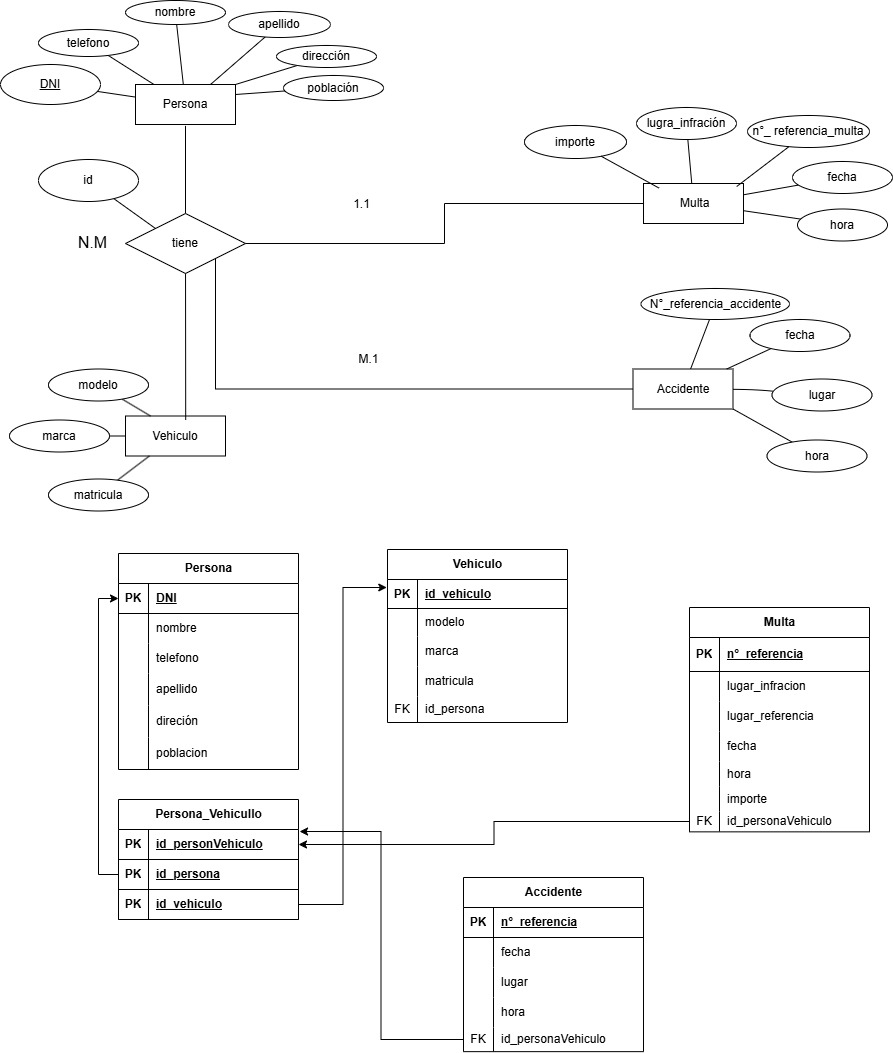 nombre
apellido
telefono
dirección
DNI
población
Persona
lugra_infración
n°_ referencia_multa
importe
id
fecha
1.1
Multa
hora
N.M
tiene
N°_referencia_accidente
fecha
M.1
modelo
Accidente
lugar
marca
Vehiculo
hora
matricula
Persona
PK DNI
nombre
telefono
apellido
direción
poblacion
Vehiculo
PK id_vehiculo
modelo
marca
matricula
FK id_persona
Multa
PK n°_referencia
lugar_infracion
lugar_referencia
fecha
hora
importe
FK id_personaVehiculo
Persona_Vehicullo
PK id_personVehiculo
PK id_persona
PK id_vehiculo
Accidente
PK n°_referencia
fecha
lugar
hora
FK id_personaVehiculo